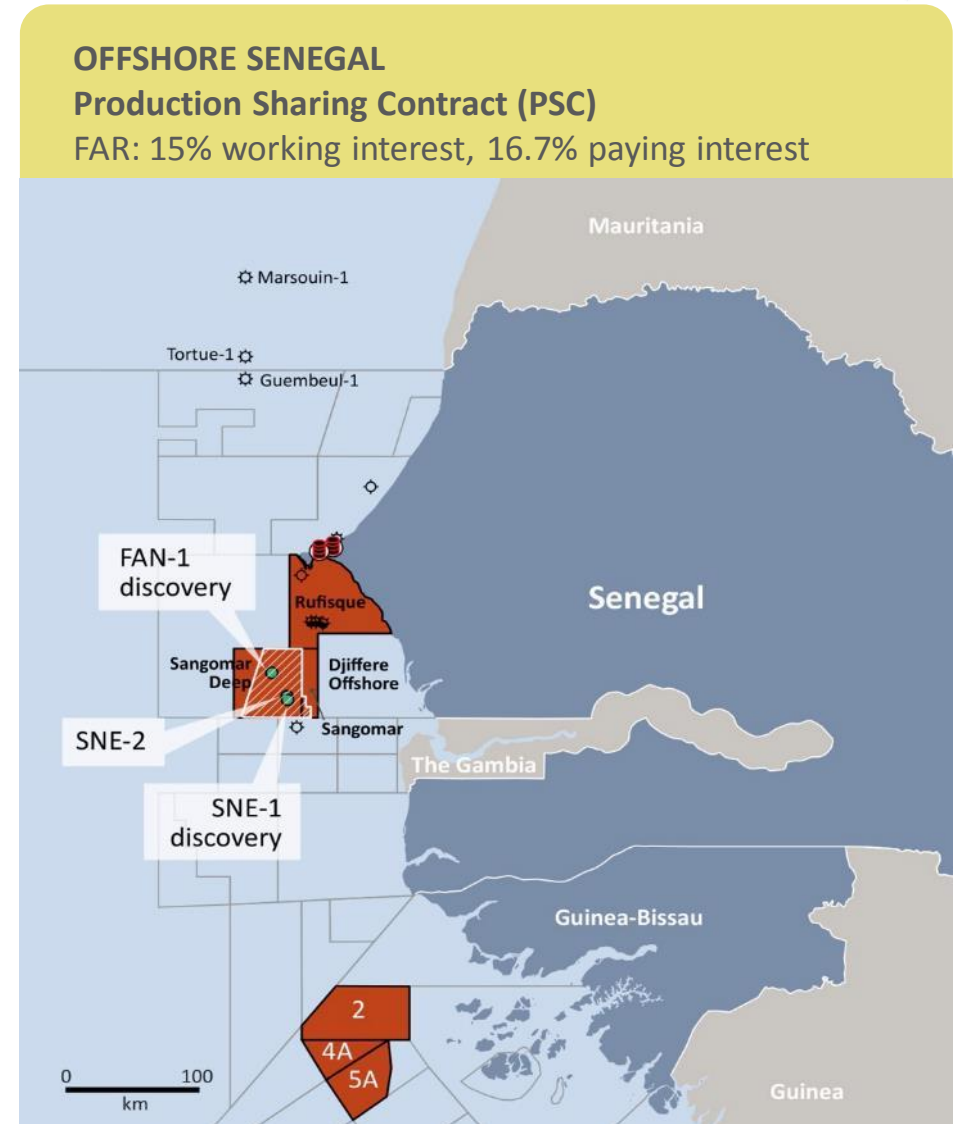 OFFSHORE SENEGAL
Production Sharing Contract (PSC)
FAR: 15% working interest, 16.7% paying interest
Mauritania
Marsouin-1
Tortue-1
Guembeul-1
FAN-1
discovery
Rufisque
Senegal
Sangomar
Deep
Djiffere
Offshore
Sangomar
SNE-2
The Gambia
SNE-1
discovery
Guinea-Bissau
2
4A
5A
0 100
km
Guinea